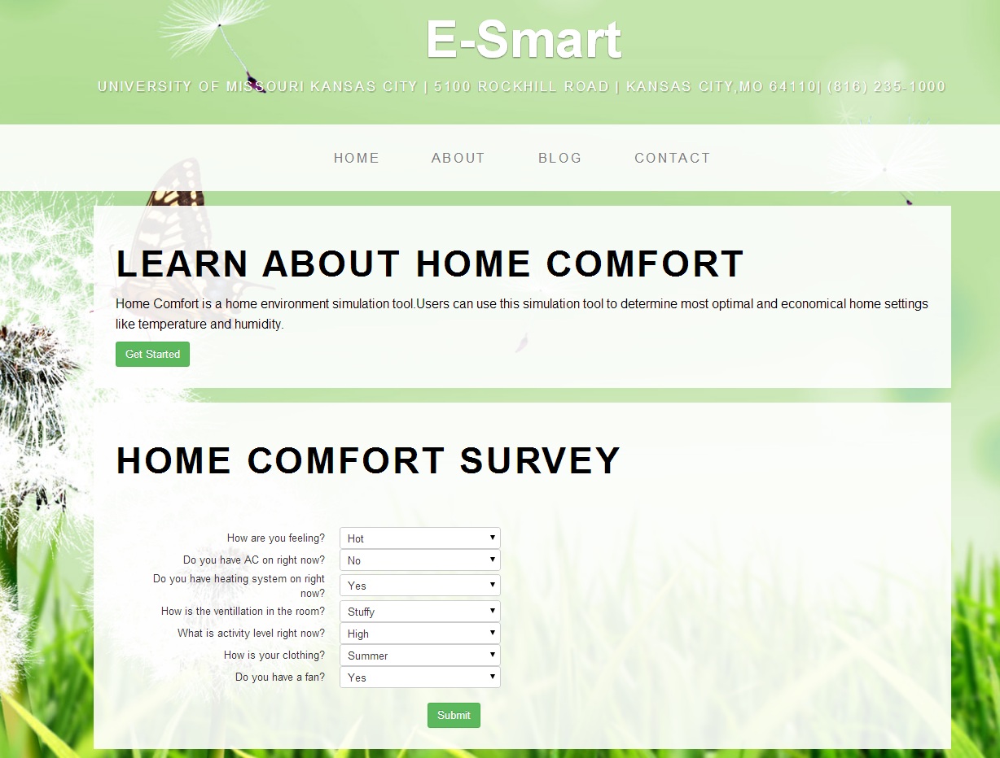 E-Smart
UNIVERSITY OF MISSOURI KANSAS CITY | 5100 ROCKHILL ROAD | KANSAS CITY,MO 64110| (816) 235-1000
HOME ABOUT BLOG CONTACT
LEARN ABOUT HOME COMFORT
Home Comfort is a home environment simulation tool.Users can use this simulation tool to determine most optimal and economical home settings
like temperature and humidity.
Get Started
HOME COMFORT SURVEY
How are you feeling? Hot
Do you have AC on right now? No
Do you have heating system on right
now? Yes
How is the ventillation in the room? Stuffy
What is activity level right now? High
How is your clothing? Summer
Do you have a fan? Yes
Submit